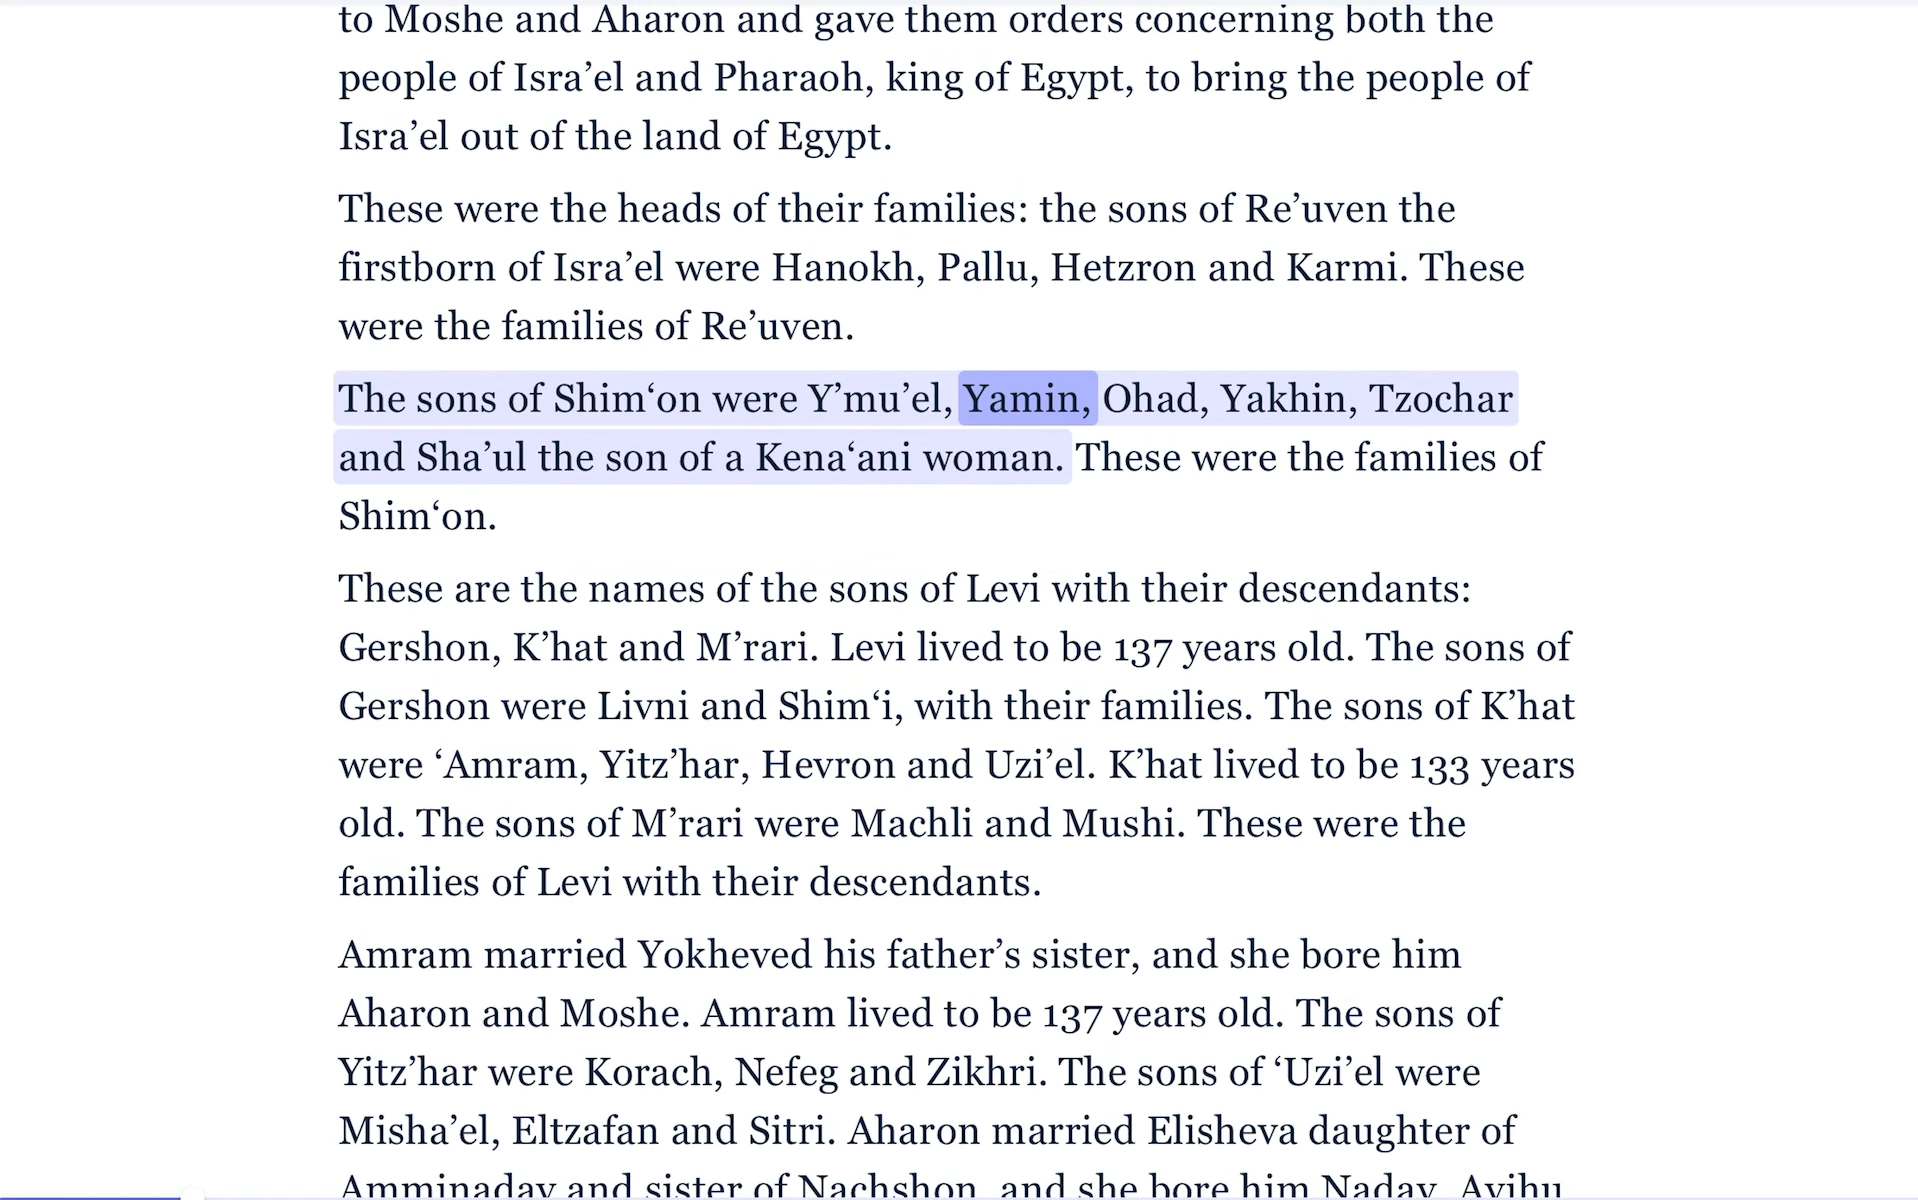 to Moshe and Aharon and gave them orders concerning both the
people of Isra’el and Pharaoh, king of Egypt, to bring the people of
Isra’el out of the land of Egypt.
These were the heads of their families: the sons of Re’uven the
firstborn of Isra’el were Hanokh, Pallu, Hetzron and Karmi. These
were the families of Re’uven.
The sons of Shim‘on were Y’mu’el, Yamin, Ohad, Yakhin, Tzochar
and Sha’ul the son of a Kena‘ani woman. These were the families of
Shim‘on.
These are the names of the sons of Levi with their descendants:
Gershon, K’hat and M’rari. Levi lived to be 137 years old. The sons of
Gershon were Livni and Shim‘i, with their families. The sons of K’hat
were ‘Amram, Yitz’har, Hevron and Uzi’el. K’hat lived to be 133 years
old. The sons of M’rari were Machli and Mushi. These were the
families of Levi with their descendants.
Amram married Yokheved his father’s sister, and she bore him
Aharon and Moshe. Amram lived to be 137 years old. The sons of
Yitz’har were Korach, Nefeg and Zikhri. The sons of ‘Uzi’el were
Misha’el, Eltzafan and Sitri. Aharon married Elisheva daughter of
Amminadav and sister of Nachshon, and she bore him Nadav, Avihu